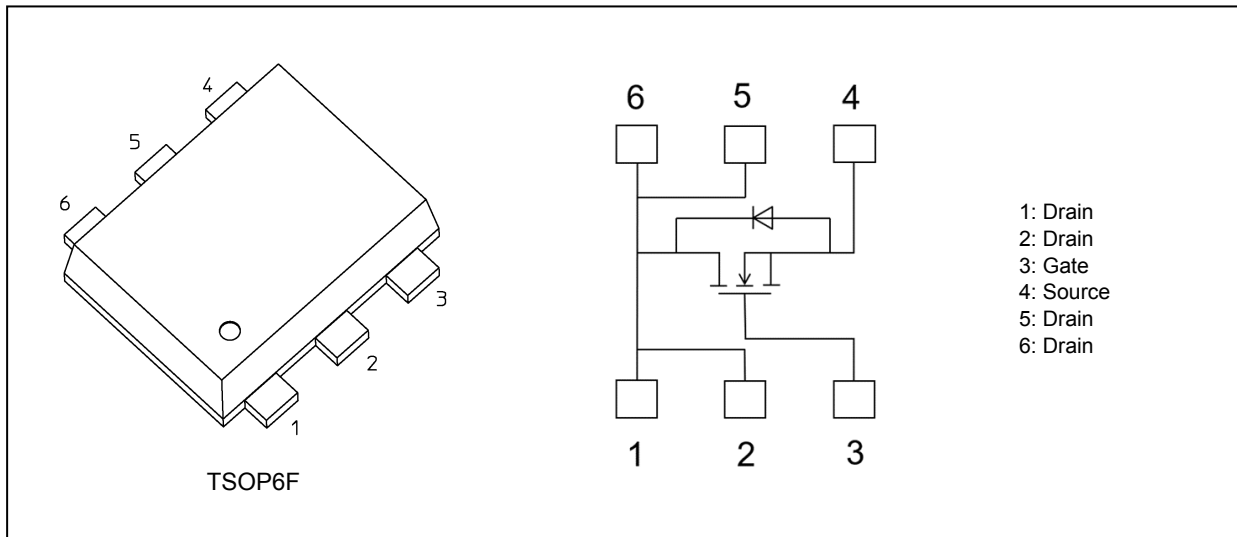 4
5
6
3
2
1
TSOP6F
6 5 4
1 2 3
1: Drain
2: Drain
3: Gate
4: Source
5: Drain
6: Drain